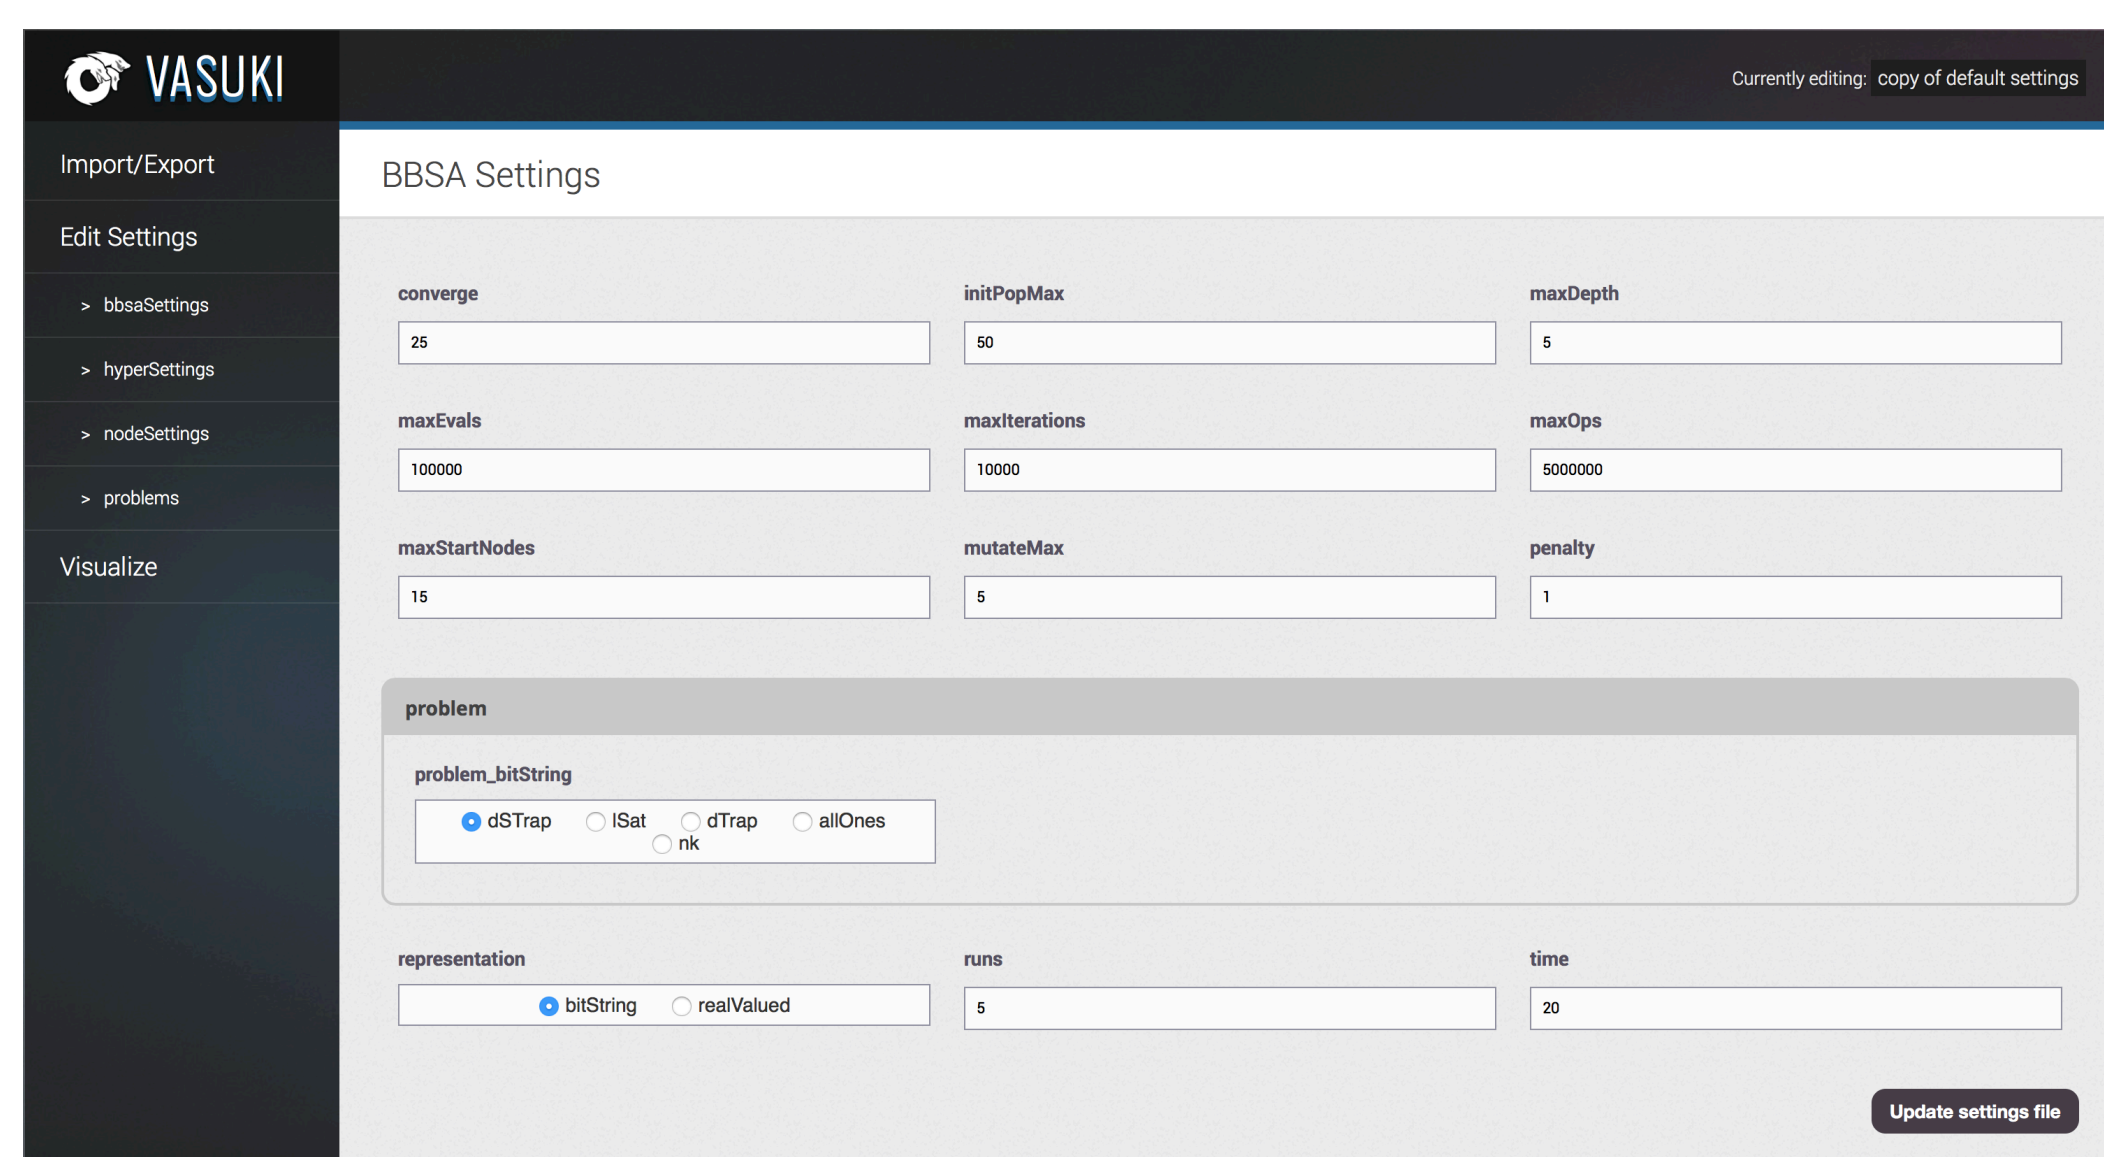 VASUKI
Currently editing: copy of default settings
Import/Export
Edit Settings
> bbsaSettings
> hyperSettings
> nodeSettings
> problems
Visualize
BBSA Settings
converge initPopMax maxDepth
25 50 5
maxEvals maxIterations maxOps
100000 10000 5000000
maxStartNodes mutateMax penalty
15 5 1
problem
problem_bitString
dSTrap lSat dTrap allOnes
nk
representation runs time
bitString realValued 5 20
Update settings file